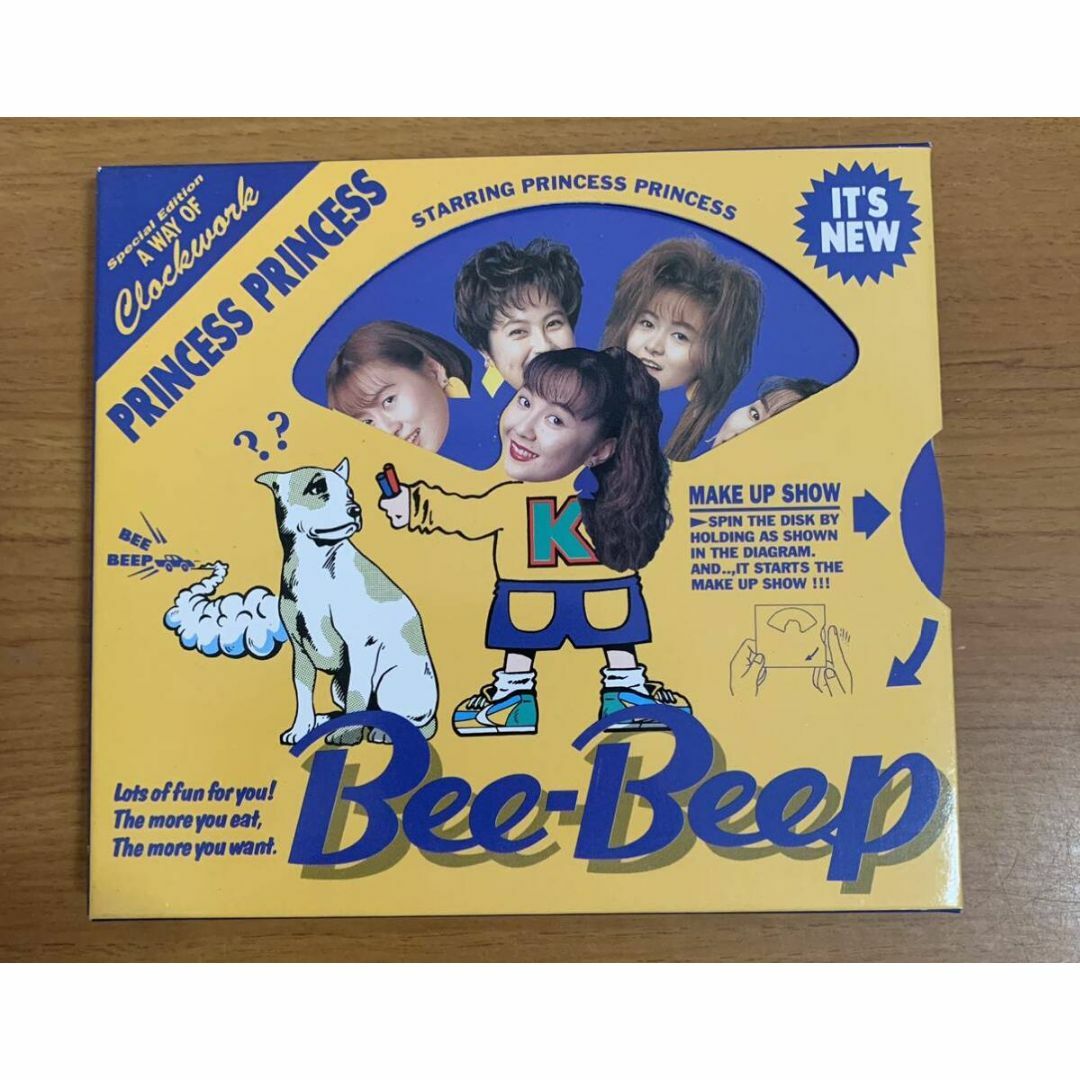 Special Edition
A WAY OF
Clockwork
PRINCESS PRINCESS
STARRING PRINCESS PRINCESS
IT'S
NEW
??
BEE
BEEP
K
MAKE UP SHOW
►SPIN THE DISK BY
HOLDING AS SHOWN
IN THE DIAGRAM.
AND..,IT STARTS THE
MAKE UP SHOW !!!
Lots of fun for you!
The more you eat,
The more you want.
Bee-Beep